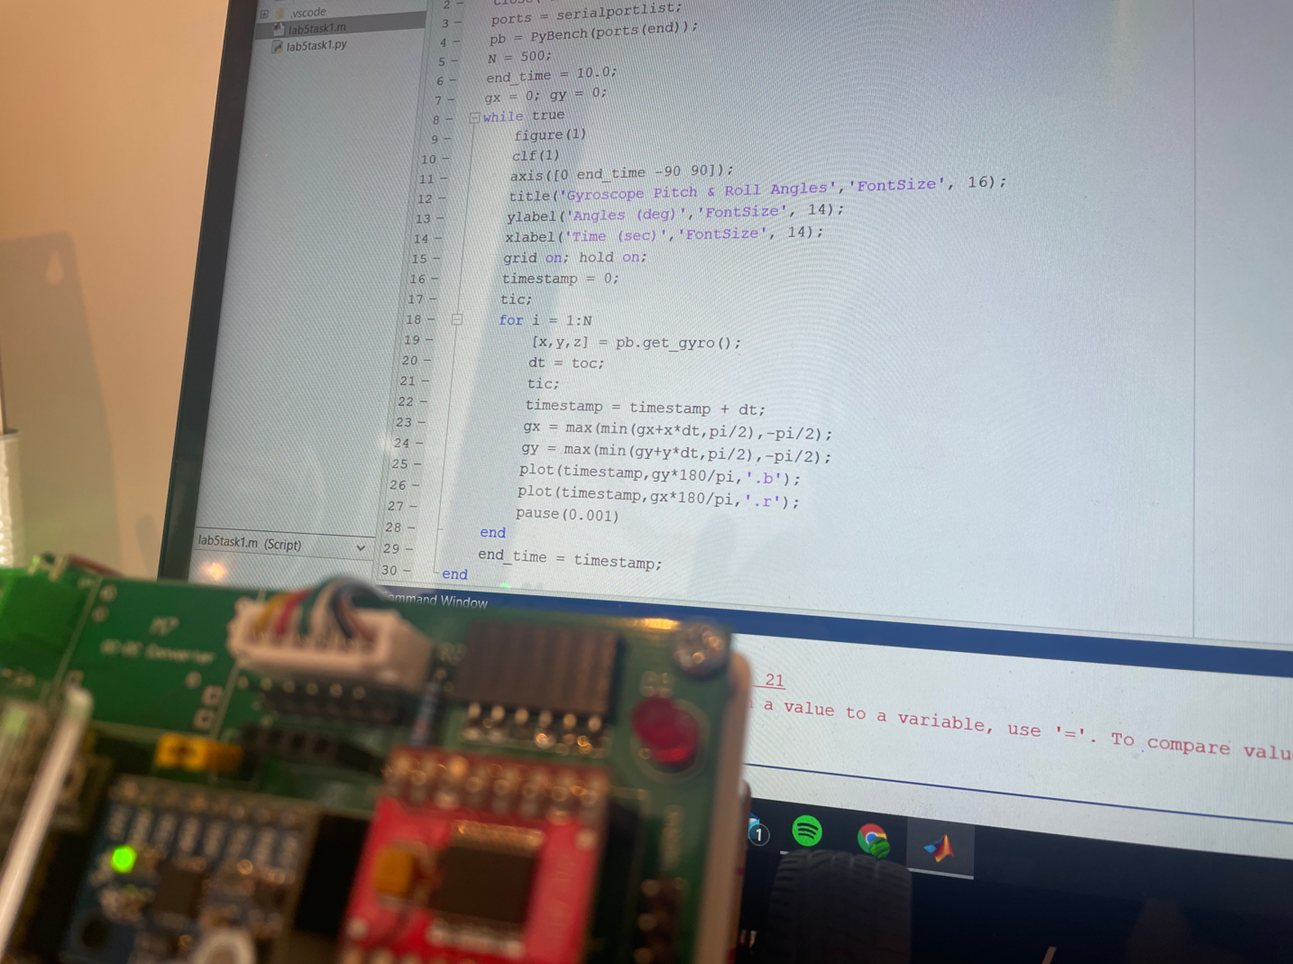 .vscode
lab5task1.m
lab5task1.py
2 –
3 – ports = serialportlist;
4 – pb = PyBench(ports(end));
5 – N = 500;
6 – end_time = 10.0;
7 – gx = 0; gy = 0;
8 – while true
9 – figure(1)
10 – clf(1)
11 – axis([0 end_time -90 90]);
12 – title('Gyroscope Pitch & Roll Angles','FontSize', 16);
13 – ylabel('Angles (deg)','FontSize', 14);
14 – xlabel('Time (sec)','FontSize', 14);
15 – grid on; hold on;
16 – timestamp = 0;
17 – tic;
18 – for i = 1:N
19 – [x,y,z] = pb.get_gyro();
20 – dt = toc;
21 – tic;
22 – timestamp = timestamp + dt;
23 – gx = max(min(gx+x*dt,pi/2),-pi/2);
24 – gy = max(min(gy+y*dt,pi/2),-pi/2);
25 – plot(timestamp,gy*180/pi,'.b');
26 – plot(timestamp,gx*180/pi,'.r');
27 – pause(0.001)
28 – end
29 – end_time = timestamp;
30 – end
lab5task1.m (Script)
ommand Window
21
a value to a variable, use '='. To compare valu
1
DC-DC Converter